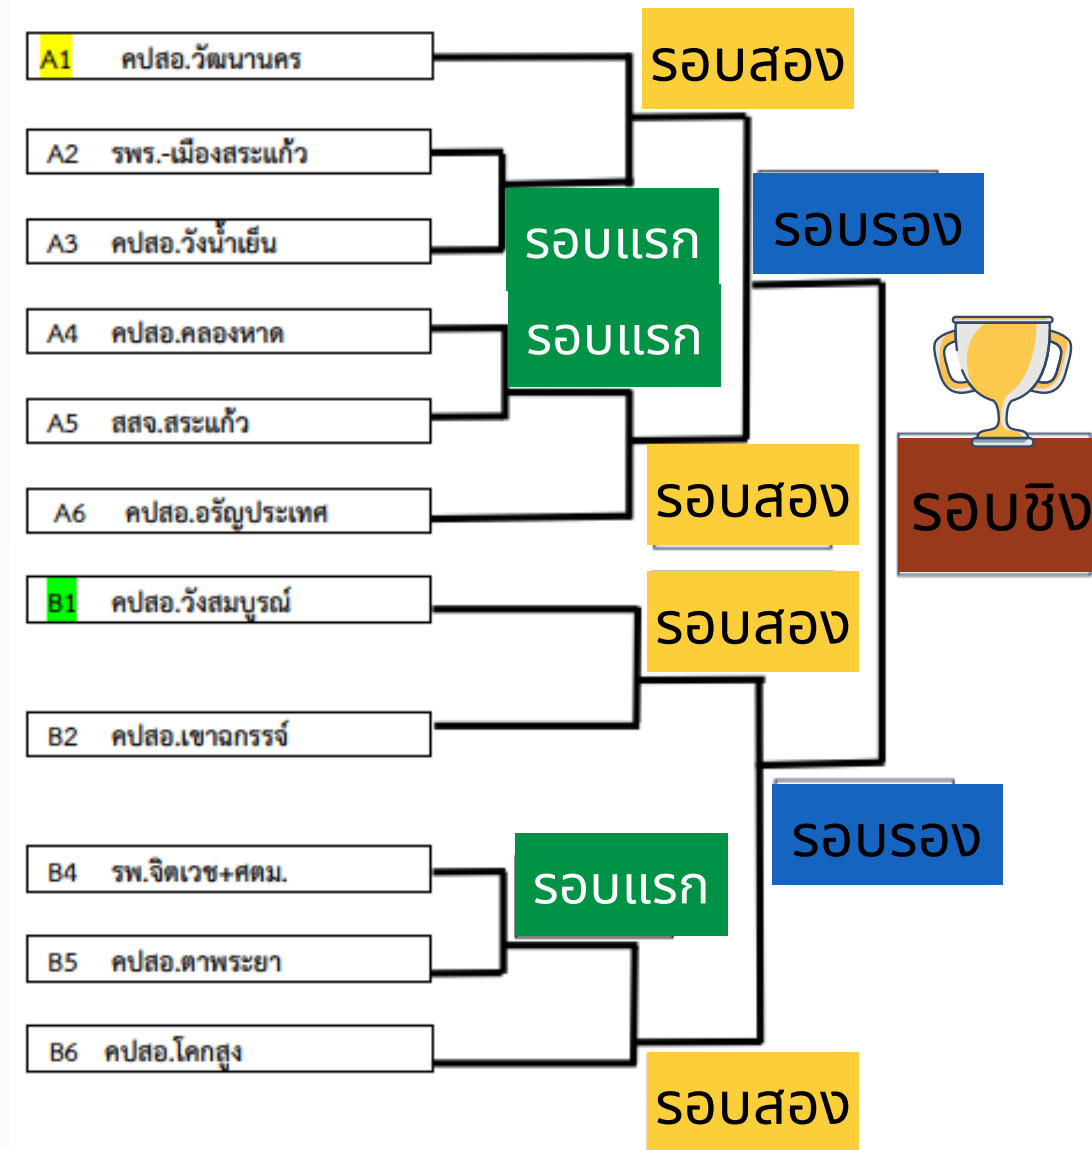 A1 คปสอ.วัฒนานคร
รอบสอง
A2 รพร.-เมืองสระแก้ว
รอบรอง
A3 คปสอ.วังน้ำเย็น
รอบแรก
A4 คปสอ.คลองหาด
รอบแรก
A5 สสจ.สระแก้ว
รอบสอง
A6 คปสอ.อรัญประเทศ
รอบชิง
B1 คปสอ.วังสมบูรณ์
รอบสอง
B2 คปสอ.เขาฉกรรจ์
รอบรอง
B4 รพ.จิตเวช+ศตม.
รอบแรก
B5 คปสอ.ตาพระยา
B6 คปสอ.โคกสูง
รอบสอง